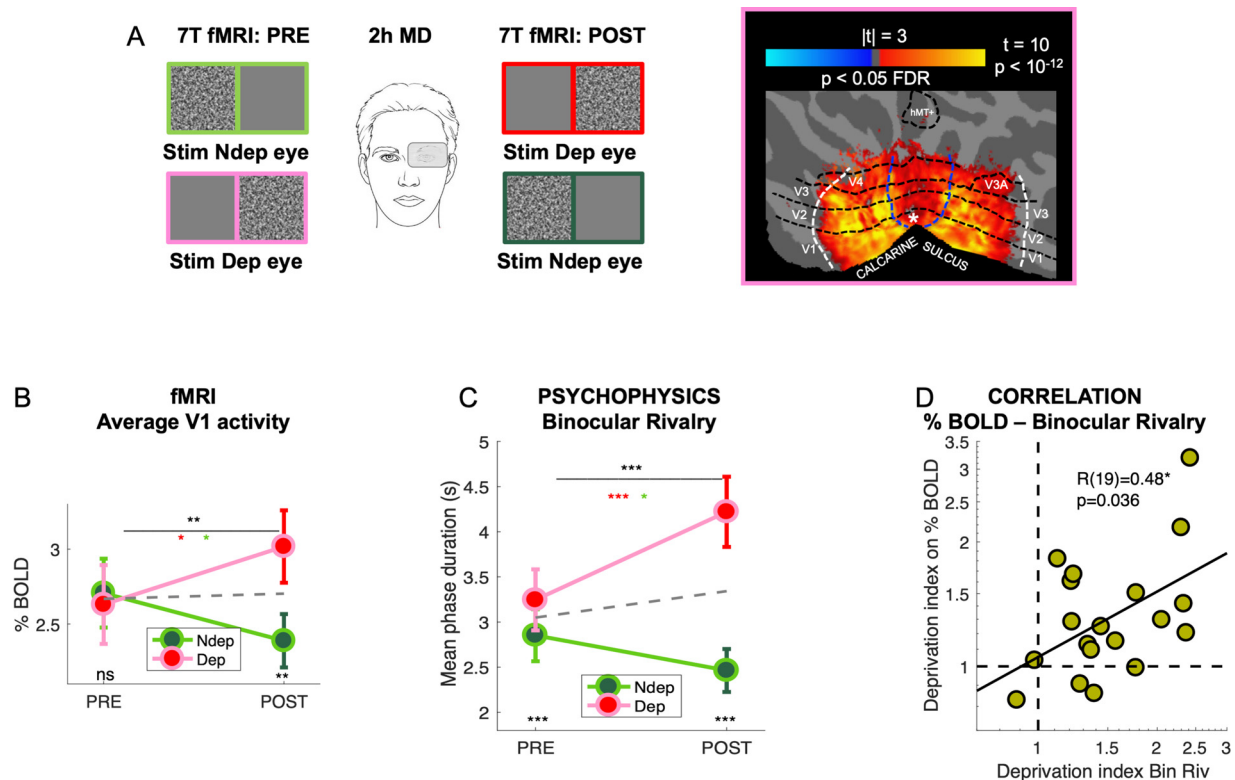 A
7T fMRI: PRE
2h MD
7T fMRI: POST
Stim Ndep eye
Stim Dep eye
Stim Dep eye
Stim Ndep eye
|t| = 3
t = 10
p < 10-12
p < 0.05 FDR
hMT+
V3
V4
V3A
V2
V3
V1
V2
V1
*
CALCARINE SULCUS
B
fMRI
Average V1 activity
% BOLD
3
2.5
**
* *
Ndep
Dep
ns
**
PRE
POST
C
PSYCHOPHYSICS
Binocular Rivalry
Mean phase duration (s)
5
4.5
4
3.5
3
2.5
2
***
*** *
Ndep
Dep
***
***
PRE
POST
D
CORRELATION
% BOLD – Binocular Rivalry
Deprivation index on % BOLD
3.5
3
2.5
2
1.5
1
R(19)=0.48*
p=0.036
1
1.5
2
2.5
3
Deprivation index Bin Riv